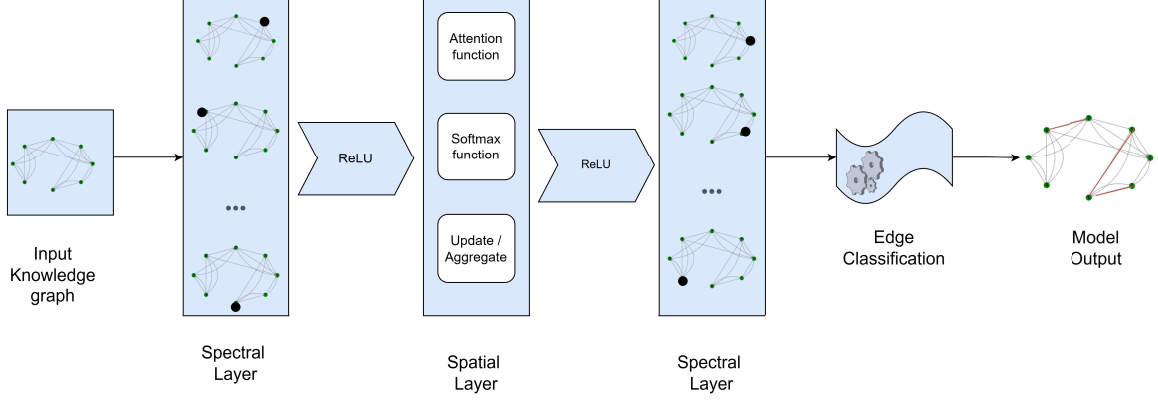 Input
Knowledge
graph
Spectral
Layer
ReLU
Attention
function
Softmax
function
Update /
Aggregate
Spatial
Layer
ReLU
Spectral
Layer
Edge
Classification
Model
Output